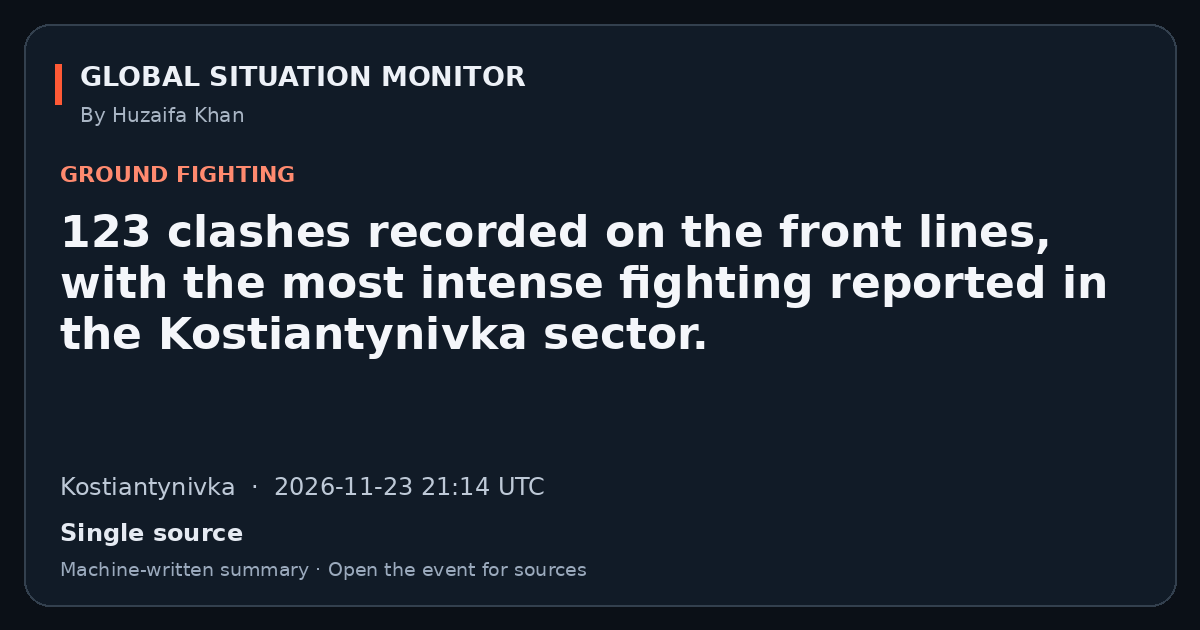 GLOBAL SITUATION MONITOR
By Huzaifa Khan
GROUND FIGHTING
123 clashes recorded on the front lines,
with the most intense fighting reported in
the Kostiantynivka sector.
Kostiantynivka · 2026-11-23 21:14 UTC
Single source
Machine-written summary · Open the event for sources